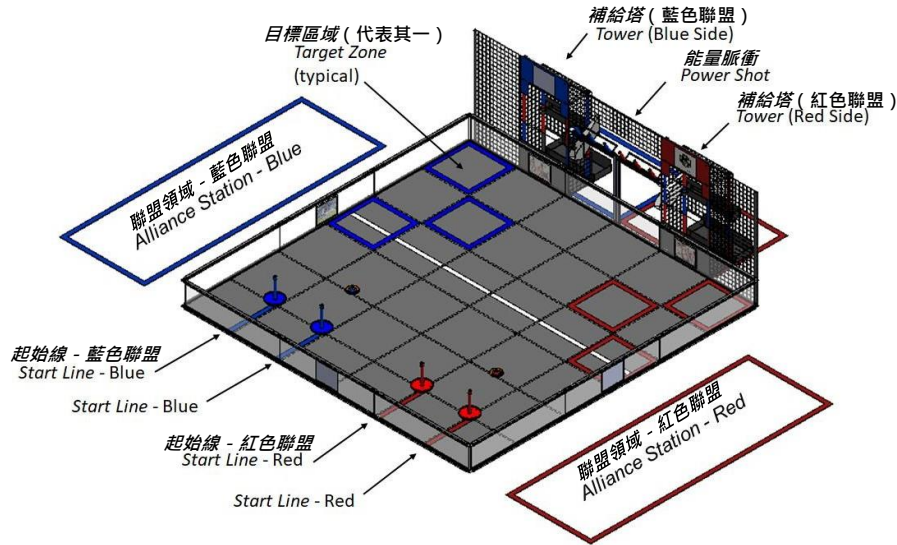 補給塔（藍色聯盟）
Tower (Blue Side)
目標區域（代表其一）
Target Zone
(typical)
能量脈衝
Power Shot
補給塔（紅色聯盟）
Tower (Red Side)
聯盟領域 - 藍色聯盟
Alliance Station - Blue
起始線 - 藍色聯盟
Start Line - Blue
Start Line - Blue
起始線 - 紅色聯盟
Start Line - Red
Start Line - Red
聯盟領域 - 紅色聯盟
Alliance Station - Red